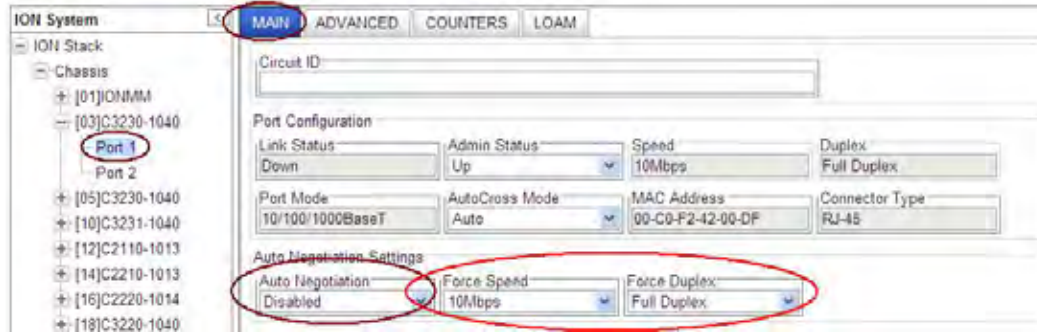 ION System
ION Stack
Chassis
[01]IONMM
[03]C3230-1040
Port 1
Port 2
[05]C3230-1040
[10]C3231-1040
[12]C2110-1013
[14]C2210-1013
[16]C2220-1014
[18]C3220-1040
MAIN ADVANCED COUNTERS LOAM
Circuit ID
Port Configuration
Link Status Admin Status Speed Duplex
Down Up 10Mbps Full Duplex
Port Mode AutoCross Mode MAC Address Connector Type
10/100/1000BaseT Auto 00-C0-F2-42-00-DF RJ-45
Auto Negotiation Settings
Auto Negotiation Force Speed Force Duplex
Disabled 10Mbps Full Duplex